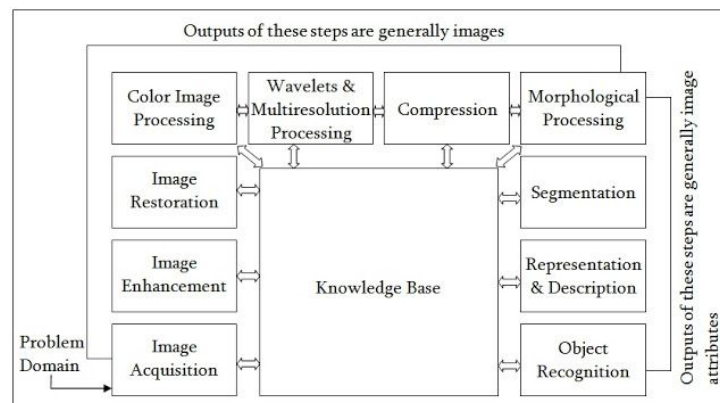 Outputs of these steps are generally images
Color Image
Processing
Wavelets &
Multiresolution
Processing
Compression
Morphological
Processing
Image
Restoration
Segmentation
Image
Enhancement
Knowledge Base
Representation
& Description
Problem
Domain
Image
Acquisition
Object
Recognition
Outputs of these steps are generally image
attributes